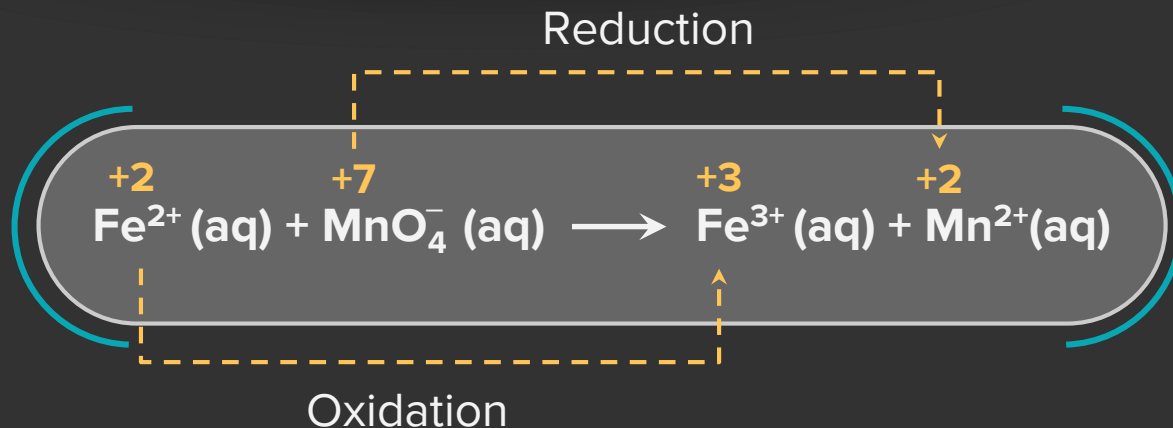 Reduction
+2 +7 +3 +2
Fe²⁺ (aq) + MnO₄⁻ (aq) ⟶ Fe³⁺ (aq) + Mn²⁺(aq)
Oxidation